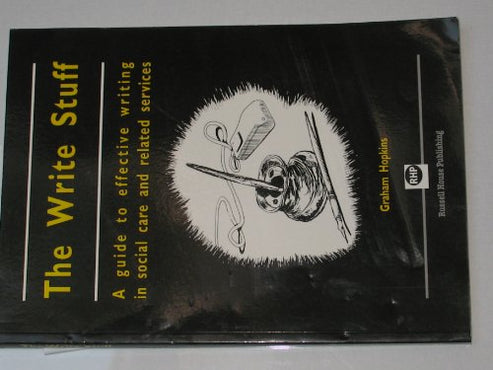 The Write Stuff
A guide to effective writing
in social care and related services
Graham Hopkins
RHP
Russell House Publishing